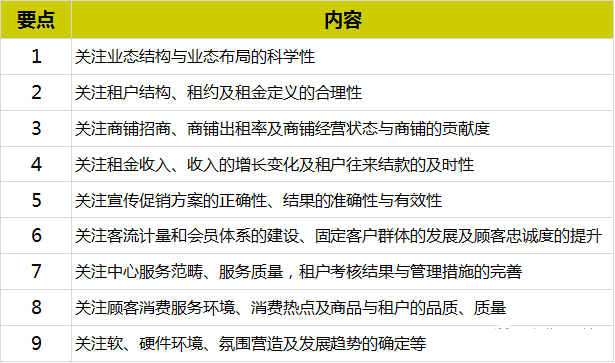 要点 内容
1 关注业态结构与业态布局的科学性
2 关注租户结构、租约及租金定义的合理性
3 关注商铺招商、商铺出租率及商铺经营状态与商铺的贡献度
4 关注租金收入、收入的增长变化及租户往来结款的及时性
5 关注宣传促销方案的正确性、结果的准确性与有效性
6 关注客流计量和会员体系的建设、固定客户群体的发展及顾客忠诚度的提升
7 关注中心服务范畴、服务质量，租户考核结果与管理措施的完善
8 关注顾客消费服务环境、消费热点及商品与租户的品质、质量
9 关注软、硬件环境、氛围营造及发展趋势的确定等